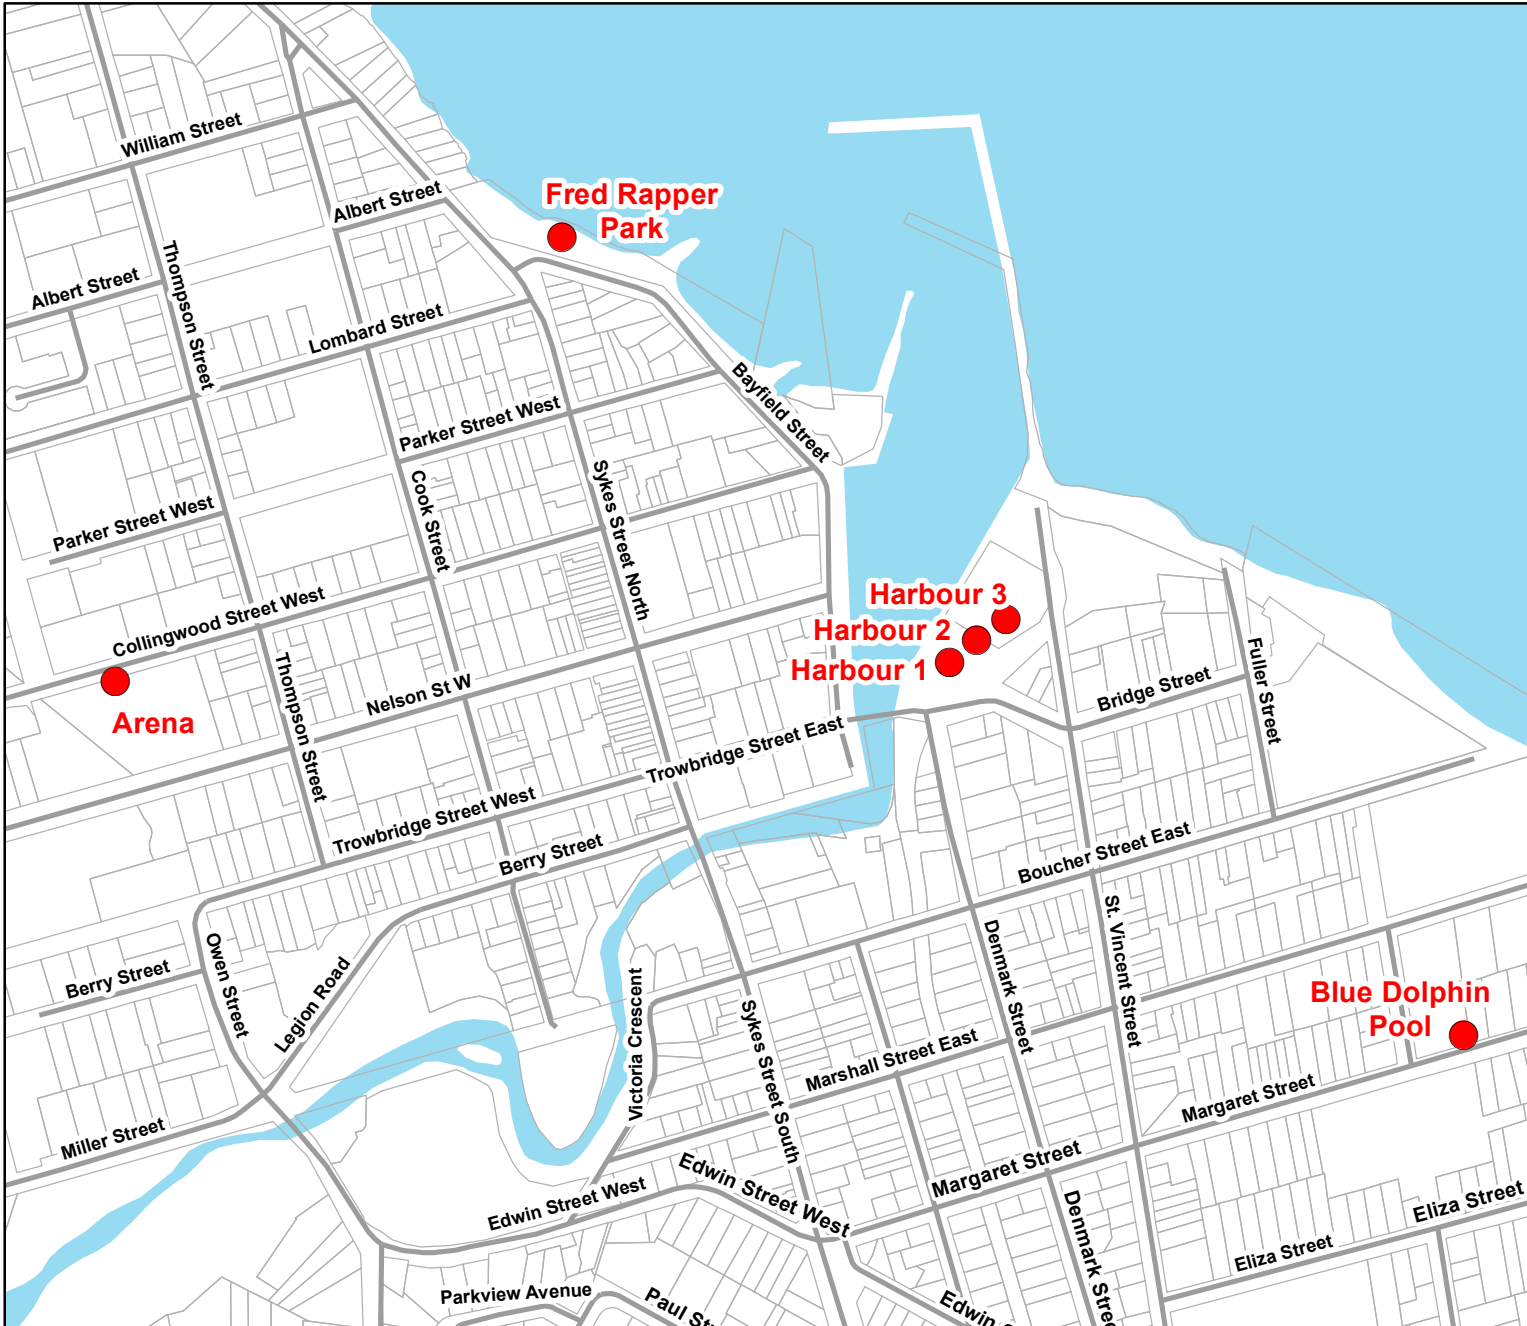 William Street
Albert Street
Fred Rapper
Park
Albert Street
Thompson Street
Lombard Street
Bayfield Street
Parker Street West
Sykes Street North
Cook Street
Parker Street West
Collingwood Street West
Harbour 3
Harbour 2
Harbour 1
Arena
Thompson Street
Nelson St W
Bridge Street
Fuller Street
Trowbridge Street East
Trowbridge Street West
Berry Street
Boucher Street East
St. Vincent Street
Denmark Street
Owen Street
Berry Street
Legion Road
Victoria Crescent
Sykes Street South
Blue Dolphin
Pool
Marshall Street East
Margaret Street
Miller Street
Margaret Street
Edwin Street West
Edwin Street West
Denmark Stree
Eliza Street
Eliza Street
Parkview Avenue
Paul St
Edwin